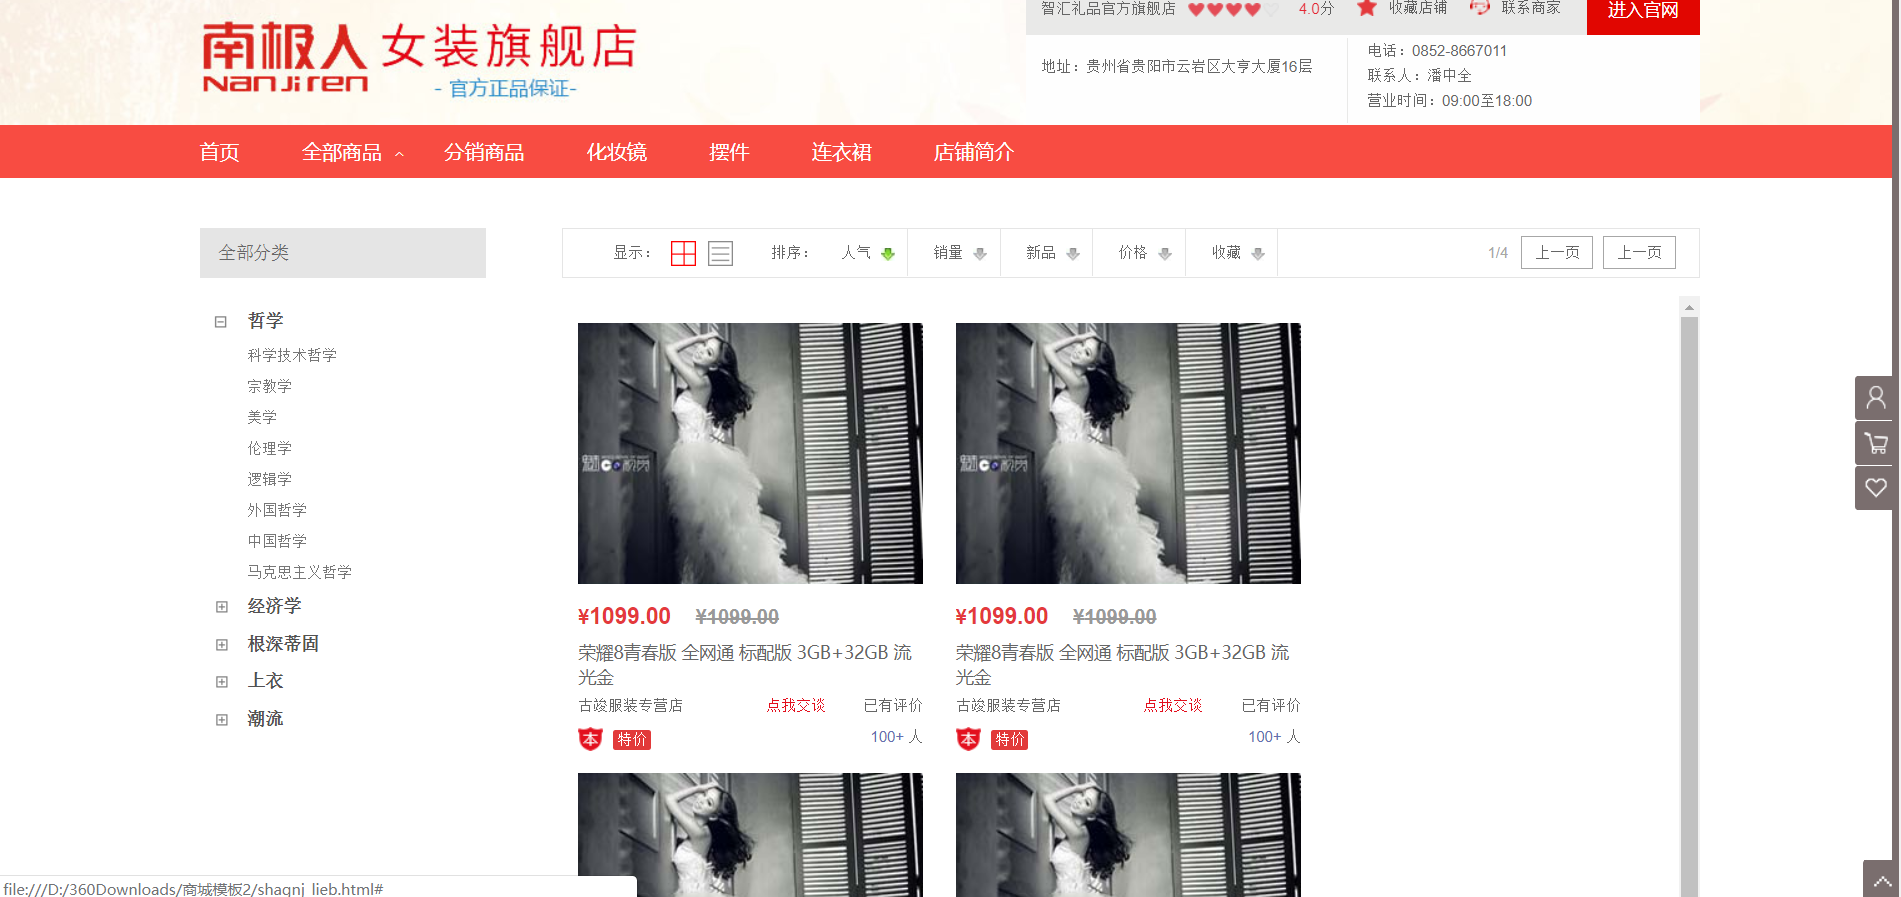 智汇礼品官方旗舰店 4.0分 收藏店铺 联系商家 进入官网
南极人 女装旗舰店
NanJiren
- 官方正品保证-
地址：贵州省贵阳市云岩区大亨大厦16层
电话：0852-8667011
联系人：潘中全
营业时间：09:00至18:00
首页 全部商品 分销商品 化妆镜 摆件 连衣裙 店铺简介
全部分类
哲学
科学技术哲学
宗教学
美学
伦理学
逻辑学
外国哲学
中国哲学
马克思主义哲学
经济学
根深蒂固
上衣
潮流
显示： 排序： 人气 销量 新品 价格 收藏 1/4 上一页 上一页
¥1099.00 ¥1099.00
荣耀8青春版 全网通 标配版 3GB+32GB 流
光金
古竣服装专营店 点我交谈 已有评价
本 特价 100+ 人
¥1099.00 ¥1099.00
荣耀8青春版 全网通 标配版 3GB+32GB 流
光金
古竣服装专营店 点我交谈 已有评价
本 特价 100+ 人
file:///D:/360Downloads/商城模板2/shaqnj_lieb.html#